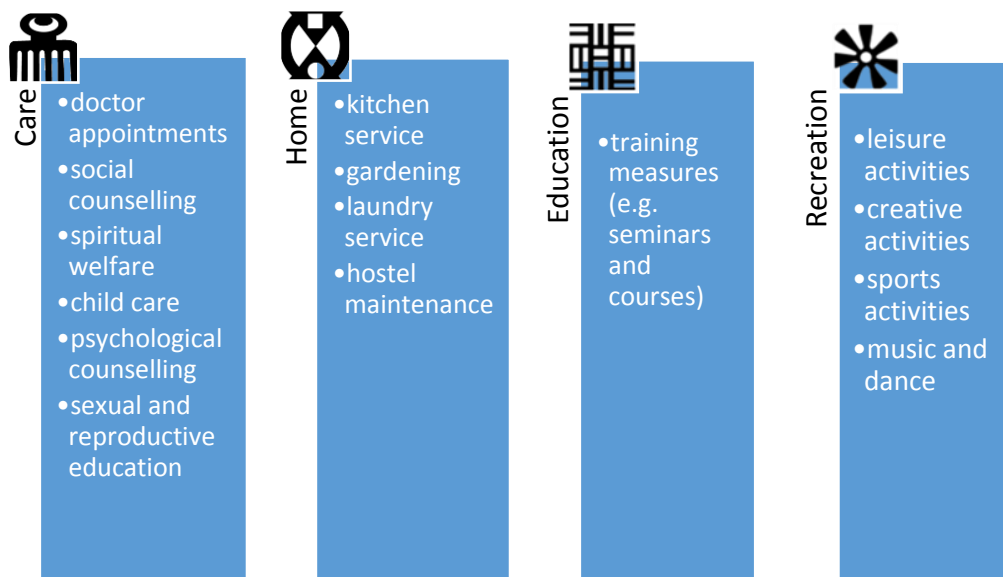 Care
•doctor
appointments
•social
counselling
•spiritual
welfare
•child care
•psychological
counselling
•sexual and
reproductive
education
Home
•kitchen
service
•gardening
•laundry
service
•hostel
maintenance
Education
•training
measures
(e.g.
seminars
and
courses)
Recreation
•leisure
activities
•creative
activities
•sports
activities
•music and
dance